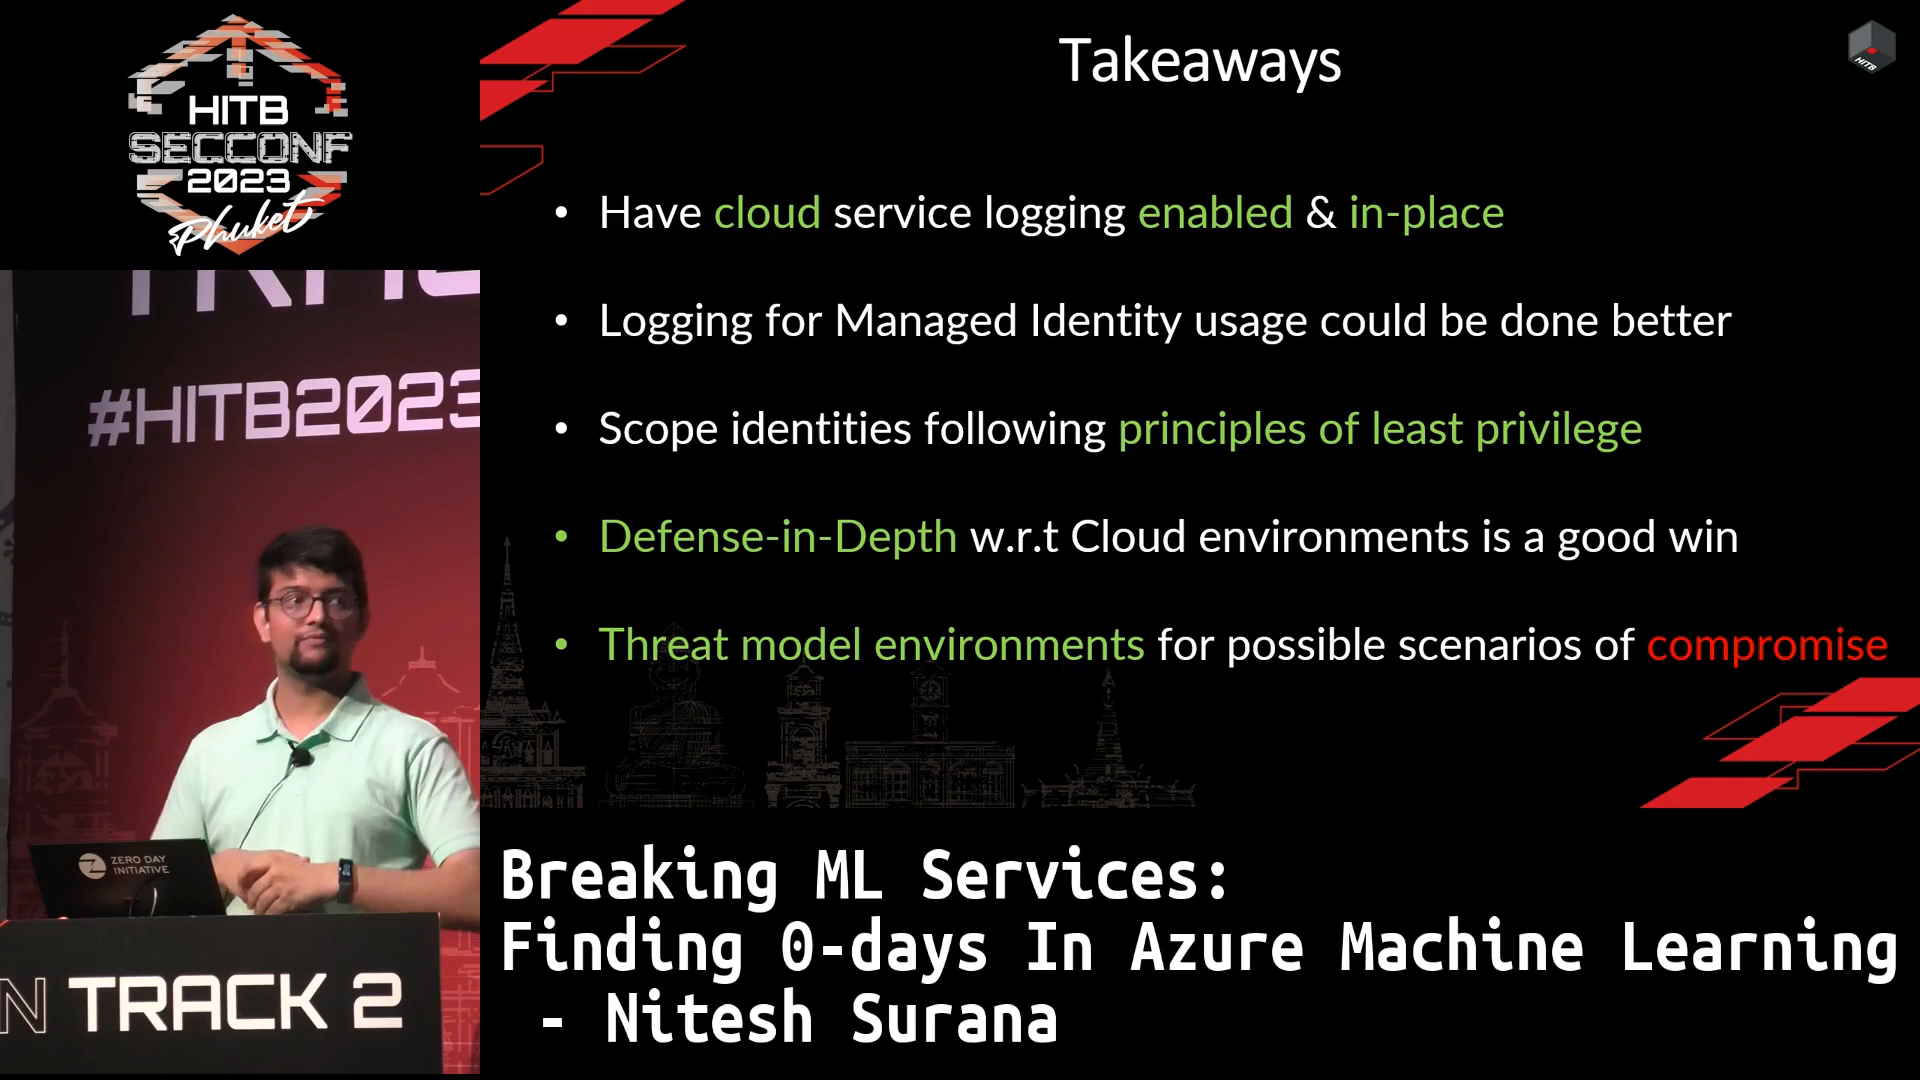 HITB
SECCONF
2023
Phuket
#HITB2023
ZERO DAY
INITIATIVE
N TRACK 2
Takeaways
HITB
• Have cloud service logging enabled & in-place
• Logging for Managed Identity usage could be done better
• Scope identities following principles of least privilege
• Defense-in-Depth w.r.t Cloud environments is a good win
• Threat model environments for possible scenarios of compromise
Breaking ML Services:
Finding 0-days In Azure Machine Learning
- Nitesh Surana